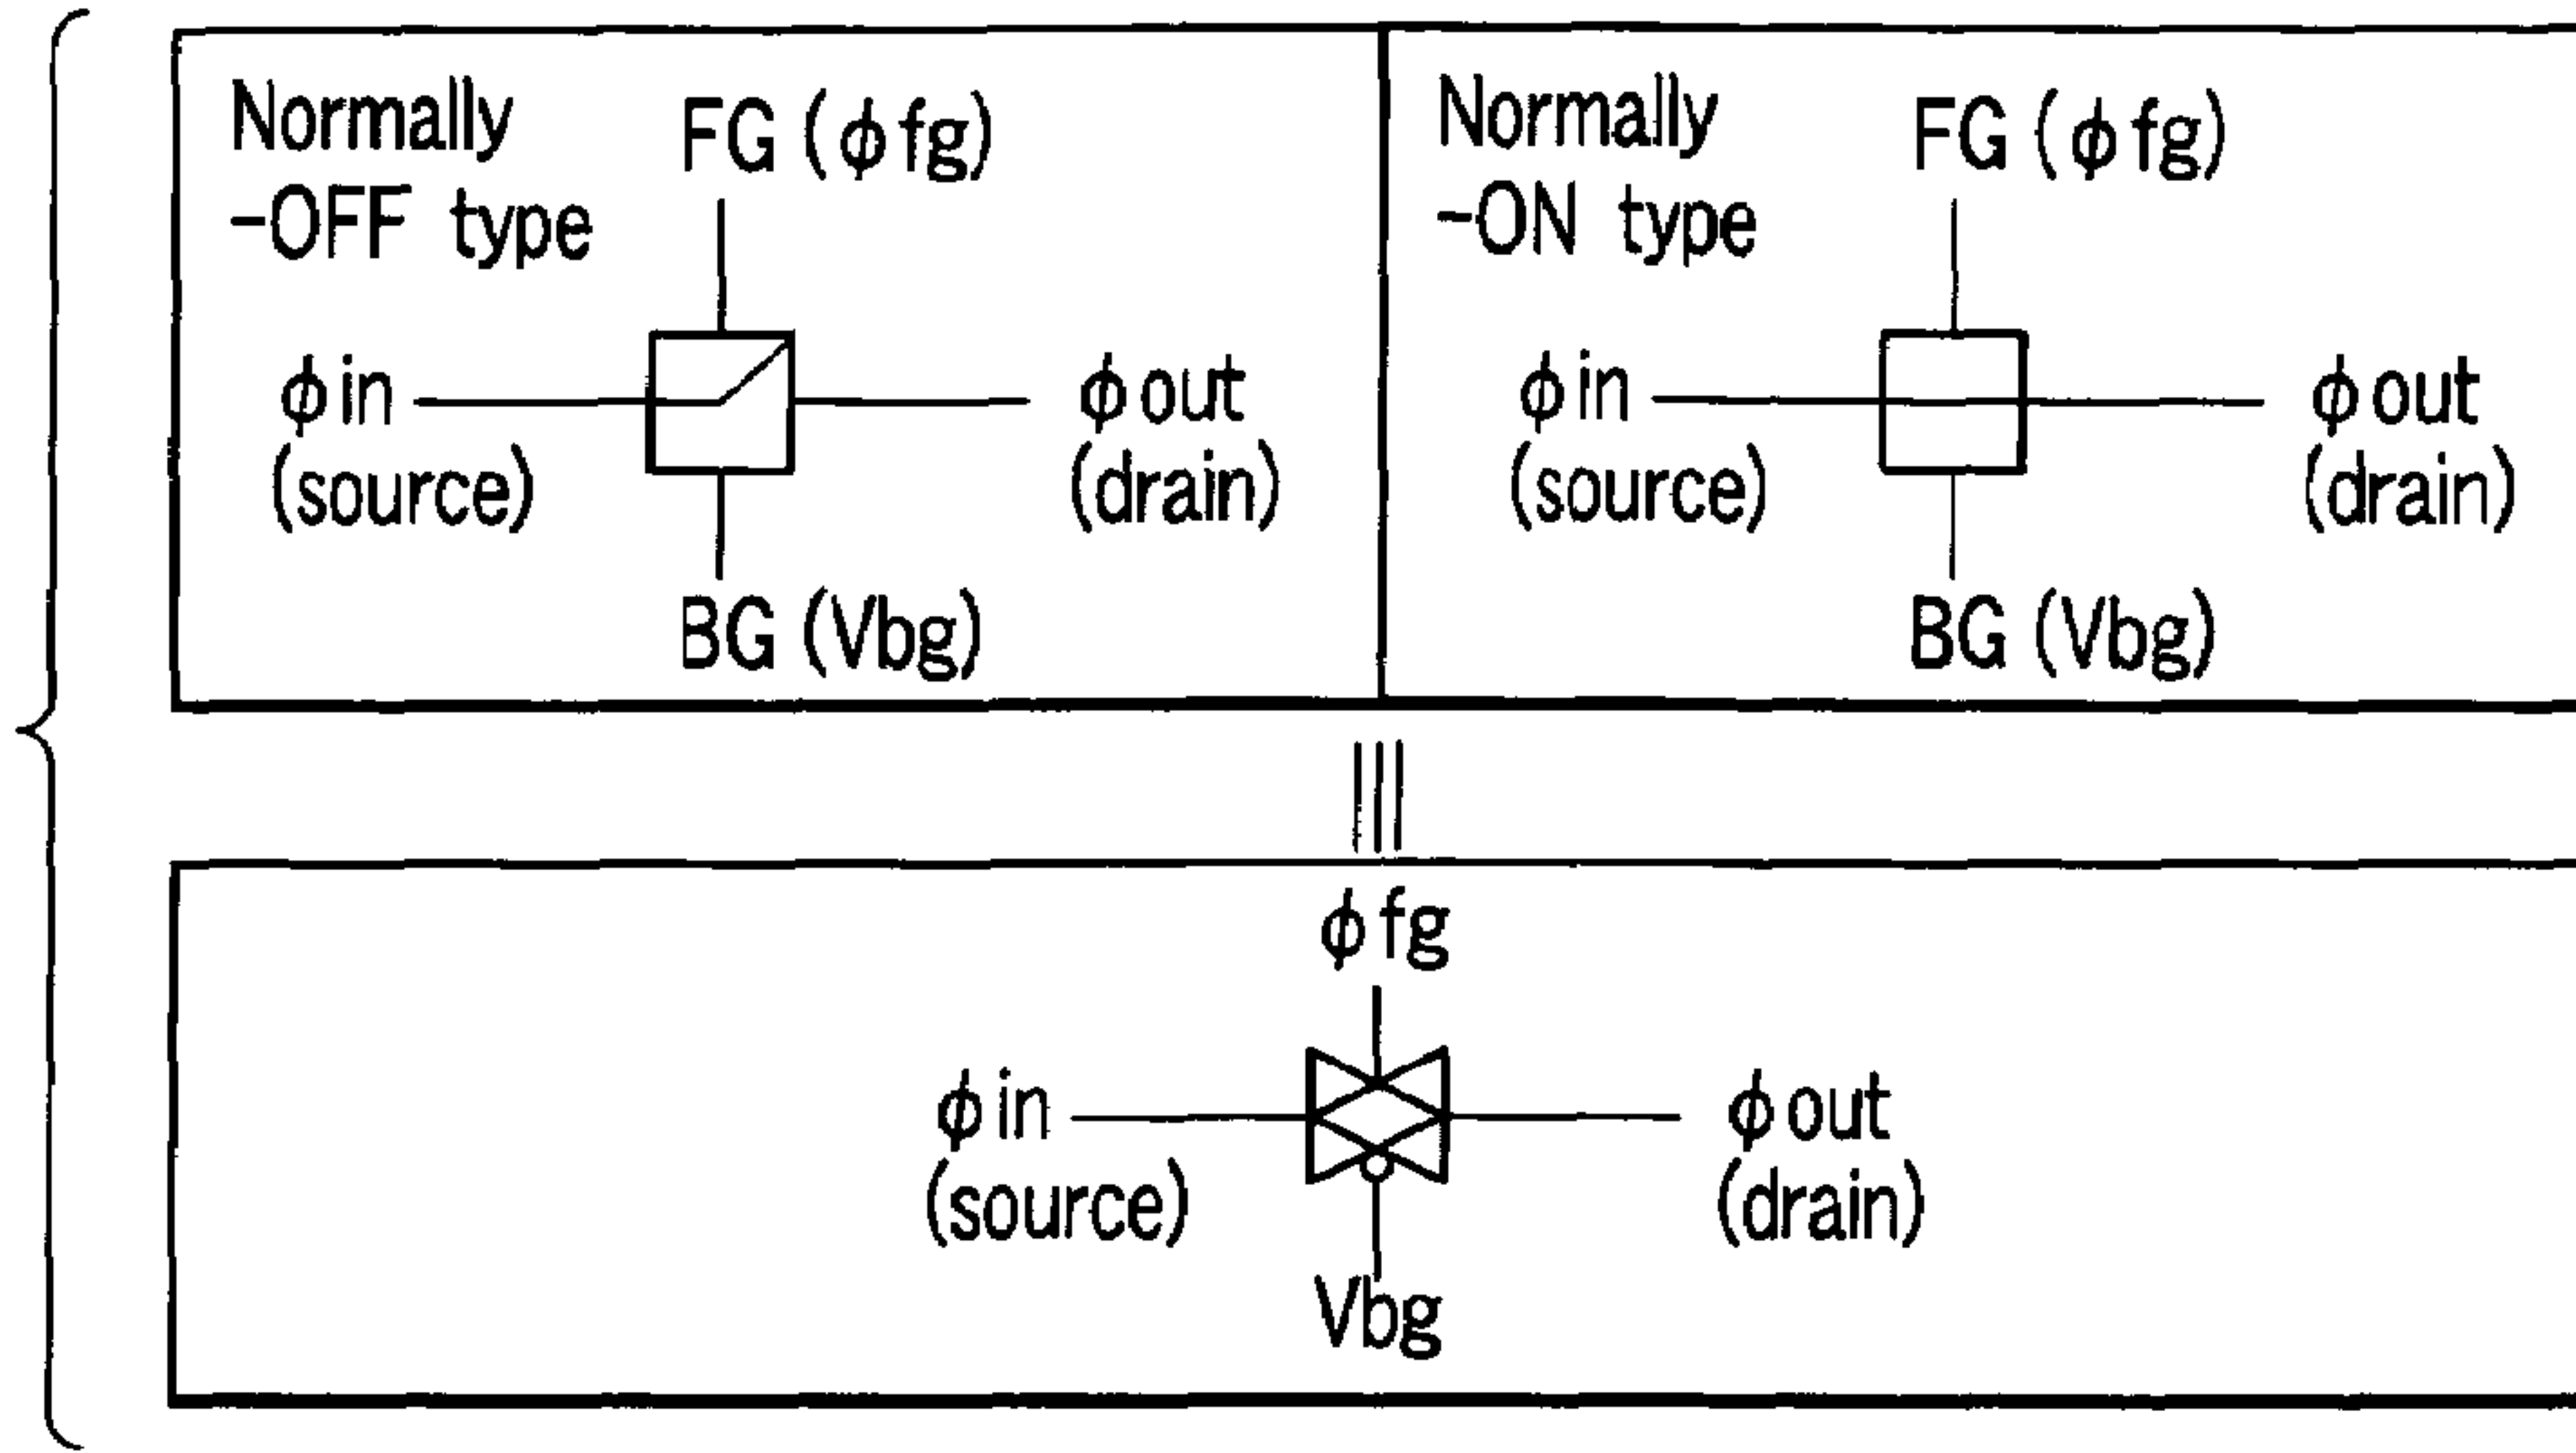 Normally
-OFF type
FG (ϕfg)
ϕin
(source)
ϕout
(drain)
BG (Vbg)
Normally
-ON type
FG (ϕfg)
ϕin
(source)
ϕout
(drain)
BG (Vbg)
ϕfg
ϕin
(source)
ϕout
(drain)
Vbg